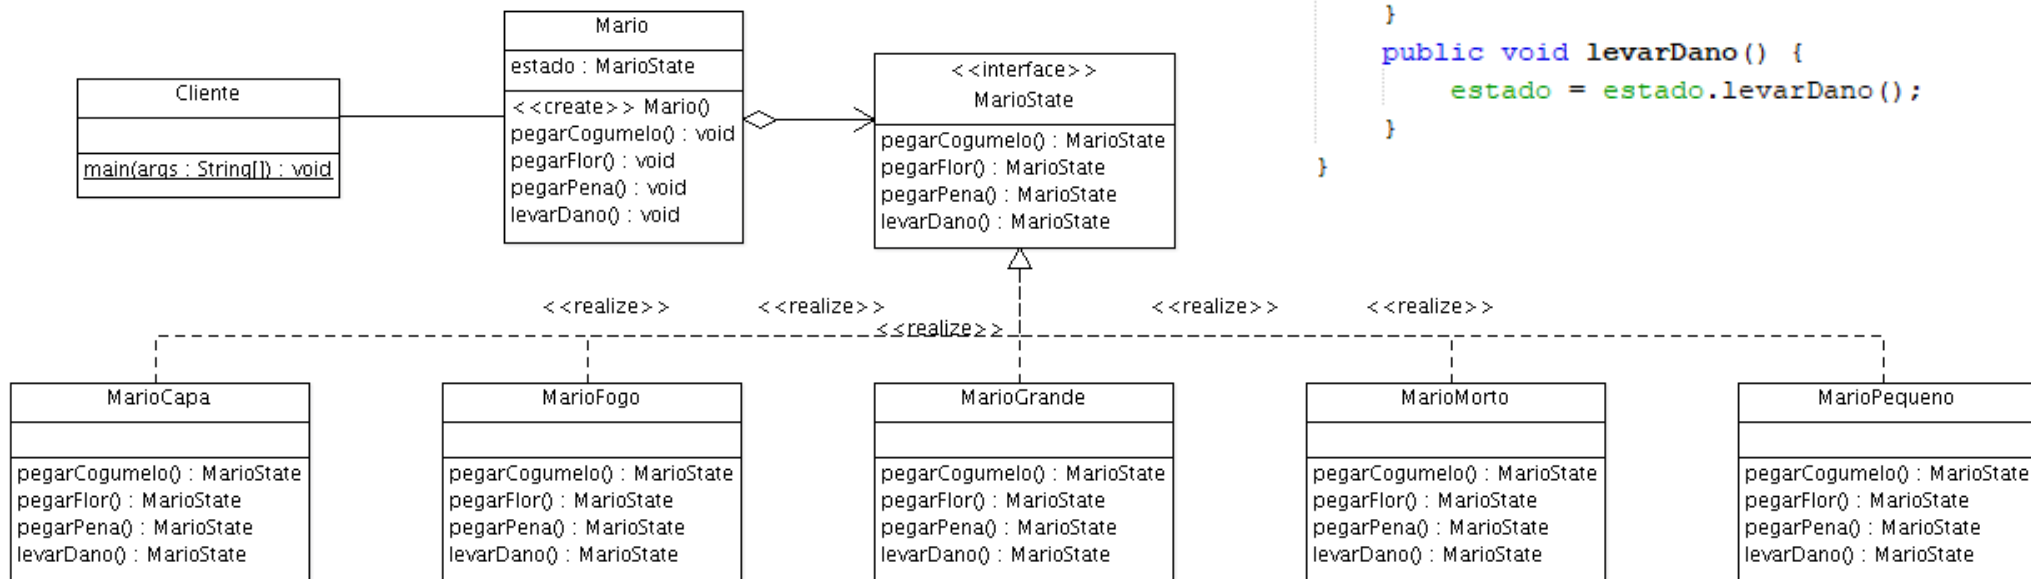 Cliente
main(args : String[]) : void
Mario
estado : MarioState
<<create>> Mario()
pegarCogumelo() : void
pegarFlor() : void
pegarPena() : void
levarDano() : void
<<interface>>
MarioState
pegarCogumelo() : MarioState
pegarFlor() : MarioState
pegarPena() : MarioState
levarDano() : MarioState
}
public void levarDano() {
estado = estado.levarDano();
}
}
<<realize>>
<<realize>>
<<realize>>
<<realize>>
<<realize>>
MarioCapa
pegarCogumelo() : MarioState
pegarFlor() : MarioState
pegarPena() : MarioState
levarDano() : MarioState
MarioFogo
pegarCogumelo() : MarioState
pegarFlor() : MarioState
pegarPena() : MarioState
levarDano() : MarioState
MarioGrande
pegarCogumelo() : MarioState
pegarFlor() : MarioState
pegarPena() : MarioState
levarDano() : MarioState
MarioMorto
pegarCogumelo() : MarioState
pegarFlor() : MarioState
pegarPena() : MarioState
levarDano() : MarioState
MarioPequeno
pegarCogumelo() : MarioState
pegarFlor() : MarioState
pegarPena() : MarioState
levarDano() : MarioState